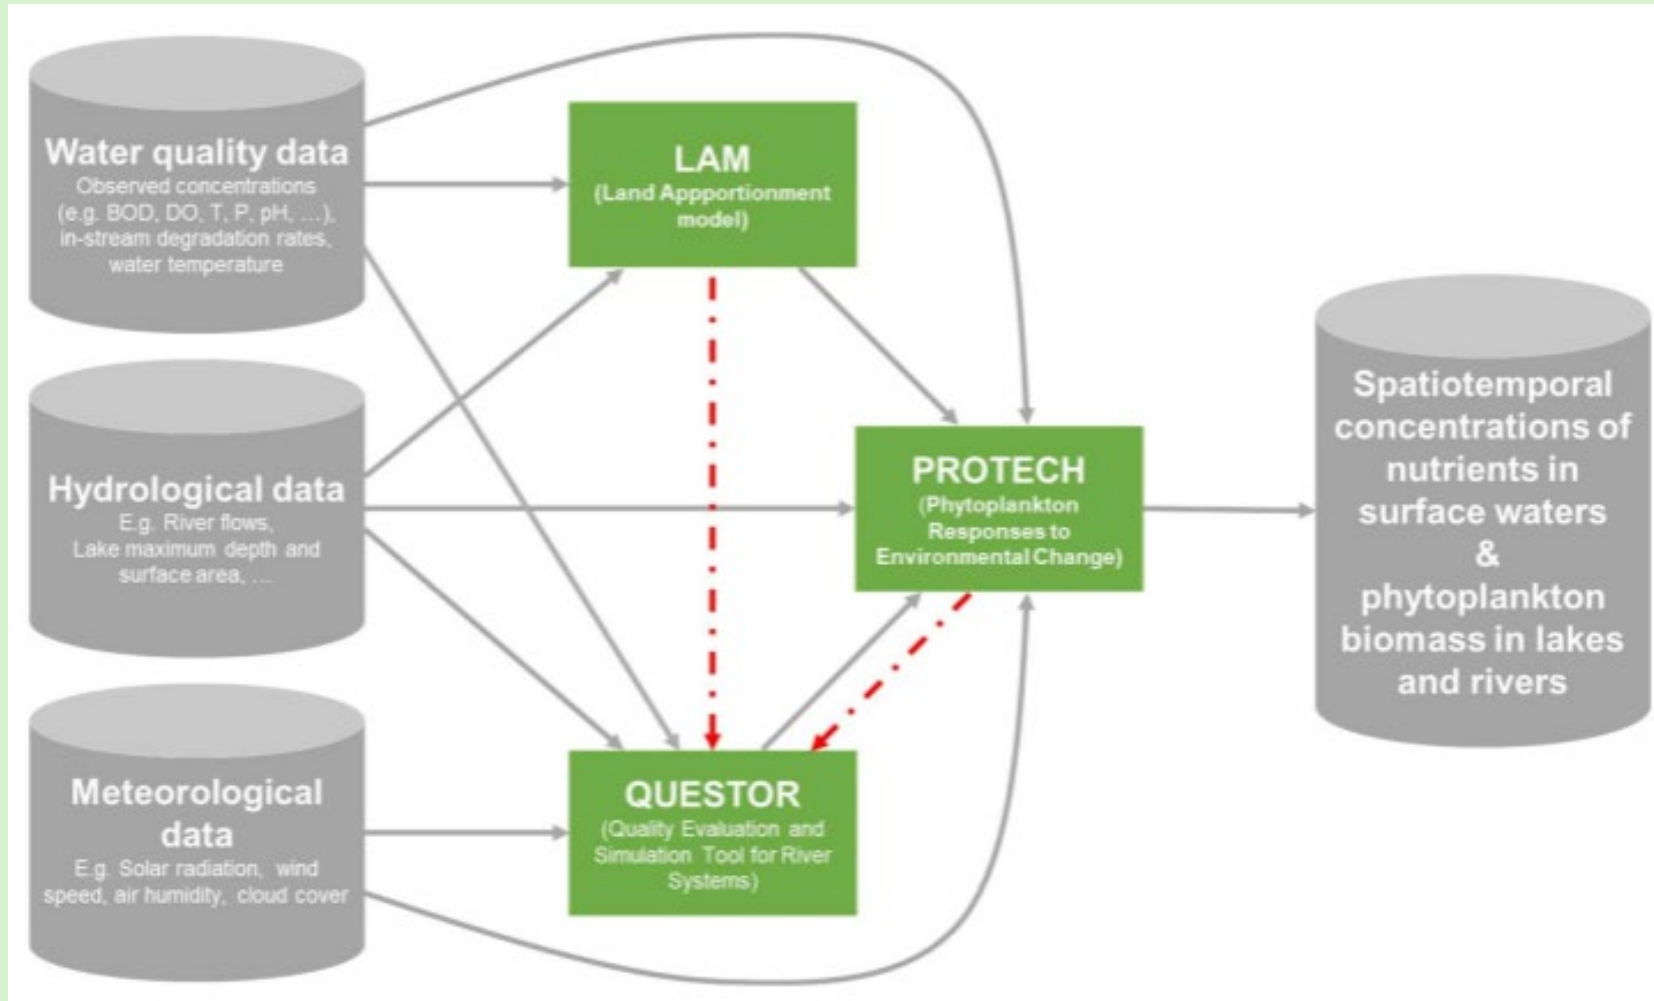 Water quality data
Observed concentrations
(e.g. BOD, DO, T, P, pH, …),
in-stream degradation rates,
water temperature
LAM
(Land Appportionment
model)
Hydrological data
E.g. River flows,
Lake maximum depth and
surface area, …
PROTECH
(Phytoplankton
Responses to
Environmental Change)
Meteorological
data
E.g. Solar radiation, wind
speed, air humidity, cloud cover
QUESTOR
(Quality Evaluation and
Simulation Tool for River
Systems)
Spatiotemporal
concentrations of
nutrients in
surface waters
&
phytoplankton
biomass in lakes
and rivers